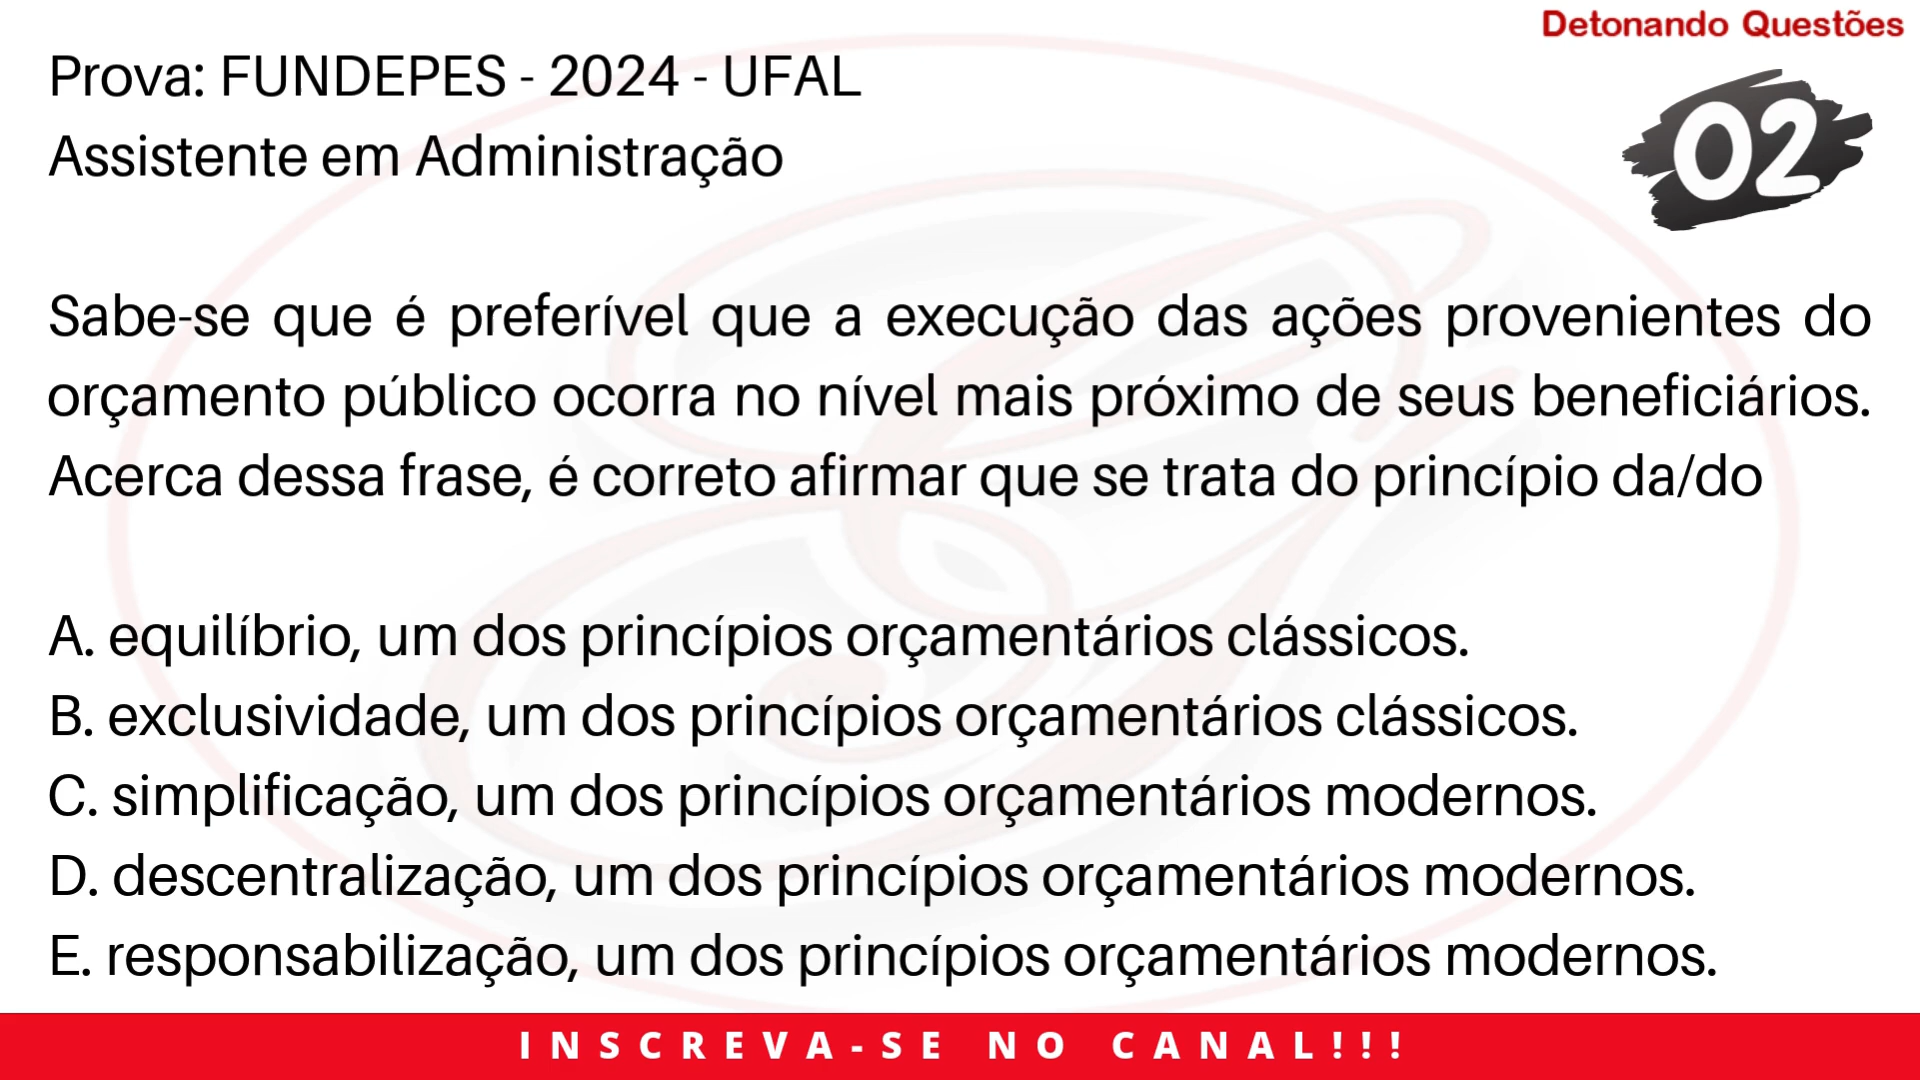 Detonando Questões
Prova: FUNDEPES - 2024 - UFAL
Assistente em Administração
02
Sabe-se que é preferível que a execução das ações provenientes do
orçamento público ocorra no nível mais próximo de seus beneficiários.
Acerca dessa frase, é correto afirmar que se trata do princípio da/do
A. equilíbrio, um dos princípios orçamentários clássicos.
B. exclusividade, um dos princípios orçamentários clássicos.
C. simplificação, um dos princípios orçamentários modernos.
D. descentralização, um dos princípios orçamentários modernos.
E. responsabilização, um dos princípios orçamentários modernos.
INSCREVA-SE NO CANAL!!!